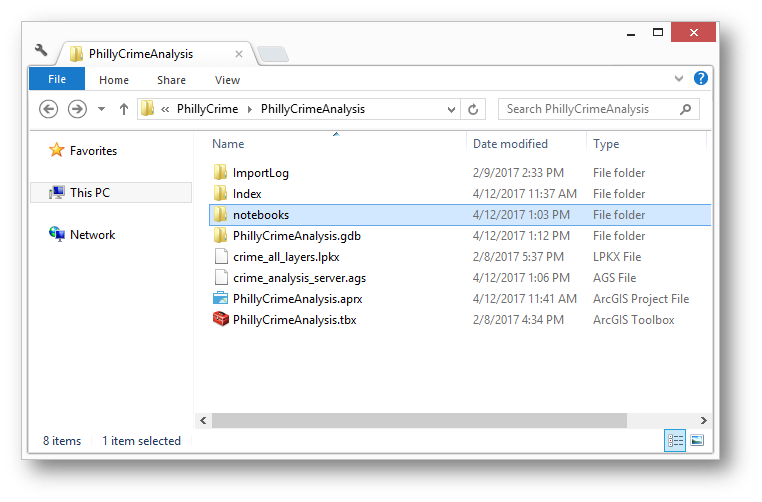 PhillyCrimeAnalysis
File Home Share View
« PhillyCrime PhillyCrimeAnalysis Search PhillyCrimeAnalysis
Name Date modified Type
Favorites
This PC
Network
ImportLog 2/9/2017 2:33 PM File folder
Index 4/12/2017 11:37 AM File folder
notebooks 4/12/2017 1:03 PM File folder
PhillyCrimeAnalysis.gdb 4/12/2017 1:12 PM File folder
crime_all_layers.lpkx 2/8/2017 5:37 PM LPKX File
crime_analysis_server.ags 4/12/2017 1:06 PM AGS File
PhillyCrimeAnalysis.aprx 4/12/2017 11:41 AM ArcGIS Project File
PhillyCrimeAnalysis.tbx 2/8/2017 4:34 PM ArcGIS Toolbox
8 items 1 item selected